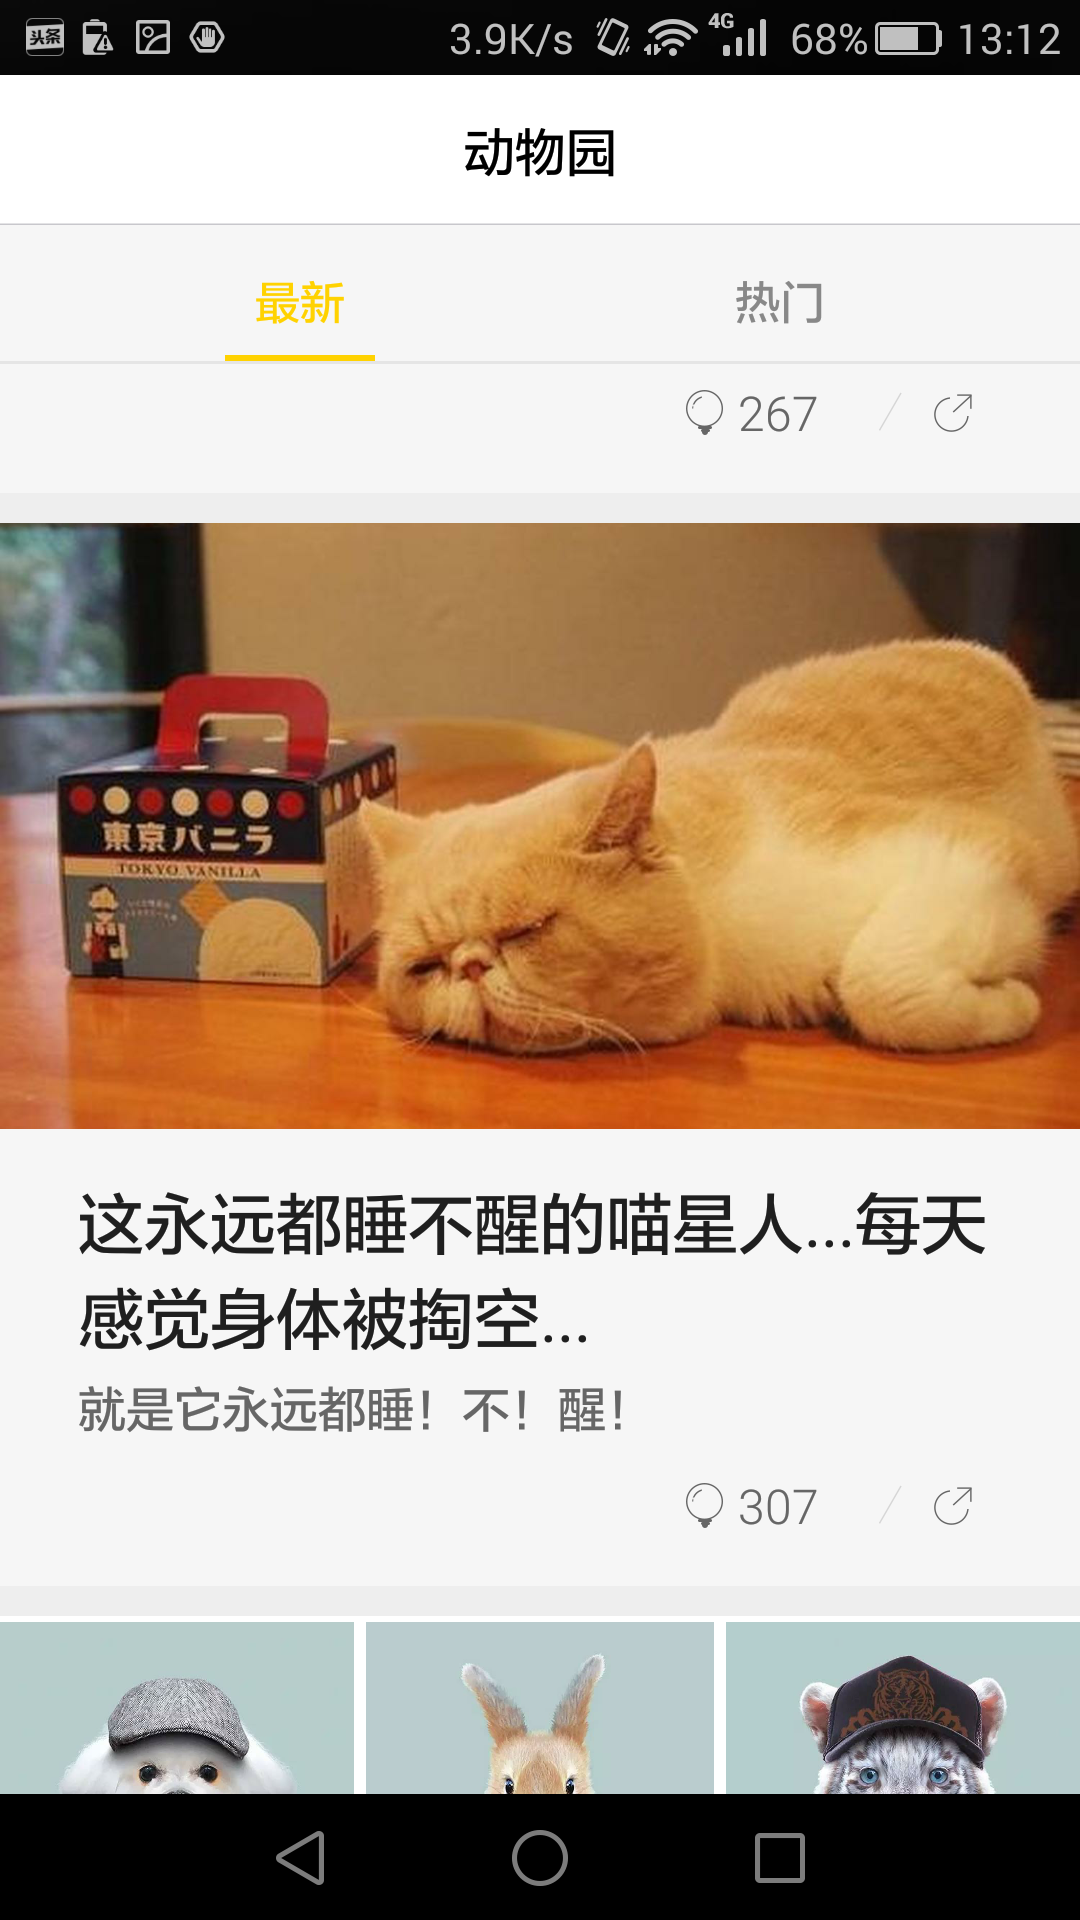 头条
3.9K/s 4G 68% 13:12
动物园
最新 热门
267
東京バニラ
TOKYO VANILLA
这永远都睡不醒的喵星人...每天
感觉身体被掏空...
就是它永远都睡！不！醒！
307